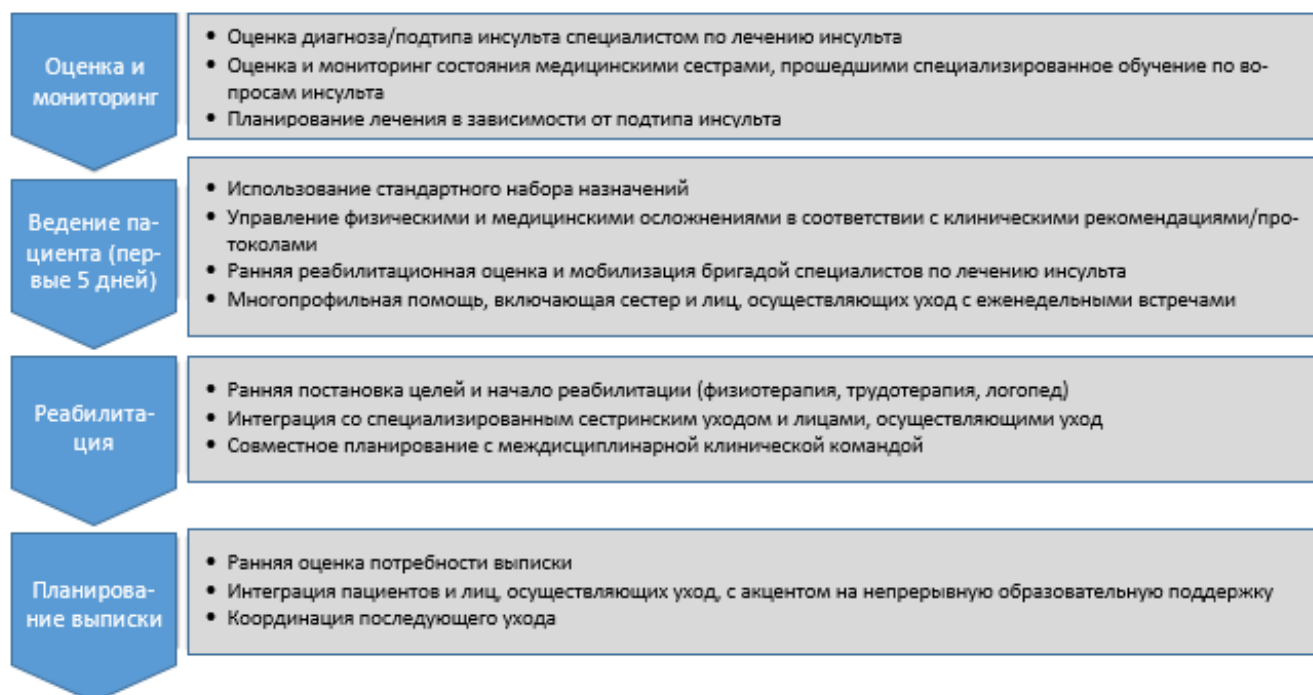 Оценка и
мониторинг
• Оценка диагноза/подтипа инсульта специалистом по лечению инсульта
• Оценка и мониторинг состояния медицинскими сестрами, прошедшими специализированное обучение по во-
просам инсульта
• Планирование лечения в зависимости от подтипа инсульта
Ведение па-
циента (пер-
вые 5 дней)
• Использование стандартного набора назначений
• Управление физическими и медицинскими осложнениями в соответствии с клиническими рекомендациями/про-
токолами
• Ранняя реабилитационная оценка и мобилизация бригадой специалистов по лечению инсульта
• Многопрофильная помощь, включающая сестер и лиц, осуществляющих уход с еженедельными встречами
Реабилита-
ция
• Ранняя постановка целей и начало реабилитации (физиотерапия, трудотерапия, логопед)
• Интеграция со специализированным сестринским уходом и лицами, осуществляющими уход
• Совместное планирование с междисциплинарной клинической командой
Планирова-
ние выписки
• Ранняя оценка потребности выписки
• Интеграция пациентов и лиц, осуществляющих уход, с акцентом на непрерывную образовательную поддержку
• Координация последующего ухода